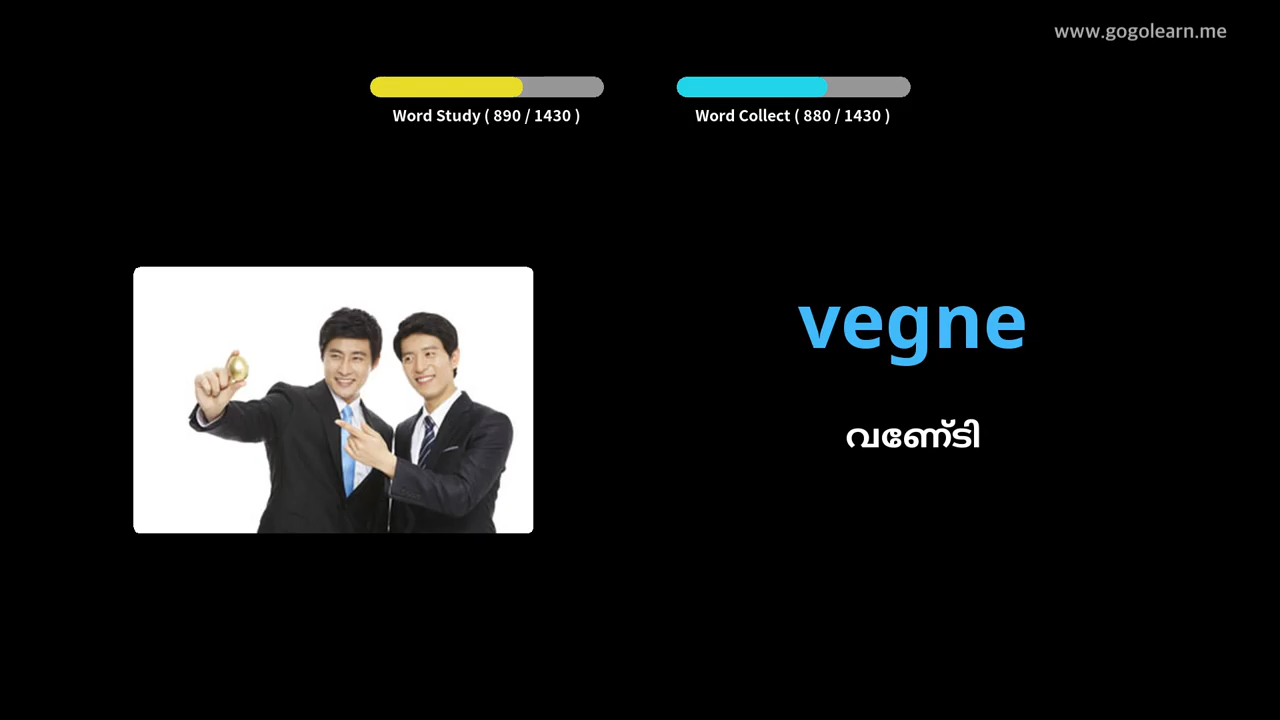 www.gogolearn.me
Word Study ( 890 / 1430 )
Word Collect ( 880 / 1430 )
vegne
വണ്േടി